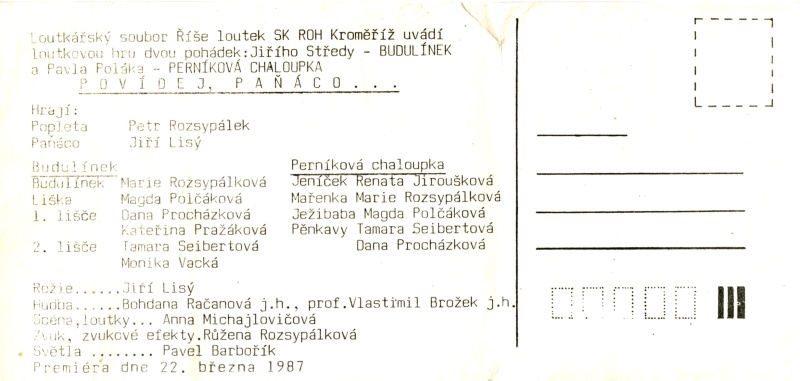 Loutkářský soubor Říše loutek SK ROH Kroměříž uvádí
loutkovou hru dvou pohádek:Jiřího Středy - BUDULÍNEK
a Pavla Poláka - PERNÍKOVÁ CHALOUPKA
P O V Í D E J, P A Ň Á C O . . .
Hrají:
Popleta Petr Rozsypálek
Paňáco Jiří Lisý
Budulínek Perníková chaloupka
Budulínek Marie Rozsypálková Jeníček Renata Jiroušková
Liška Magda Polčáková Mařenka Marie Rozsypálková
1. lišče Dana Procházková Ježibaba Magda Polčáková
Kateřina Pražáková Pěnkavy Tamara Seibertová
2. lišče Tamara Seibertová Dana Procházková
Monika Vacká
Režie......Jiří Lisý
Hudba......Bohdana Račanová j.h., prof.Vlastimil Brožek j.h.
Scéna,loutky... Anna Michajlovičová
Zvuk, zvukové efekty.Růžena Rozsypálková
Světla ........ Pavel Barbořík
Premiéra dne 22. března 1987